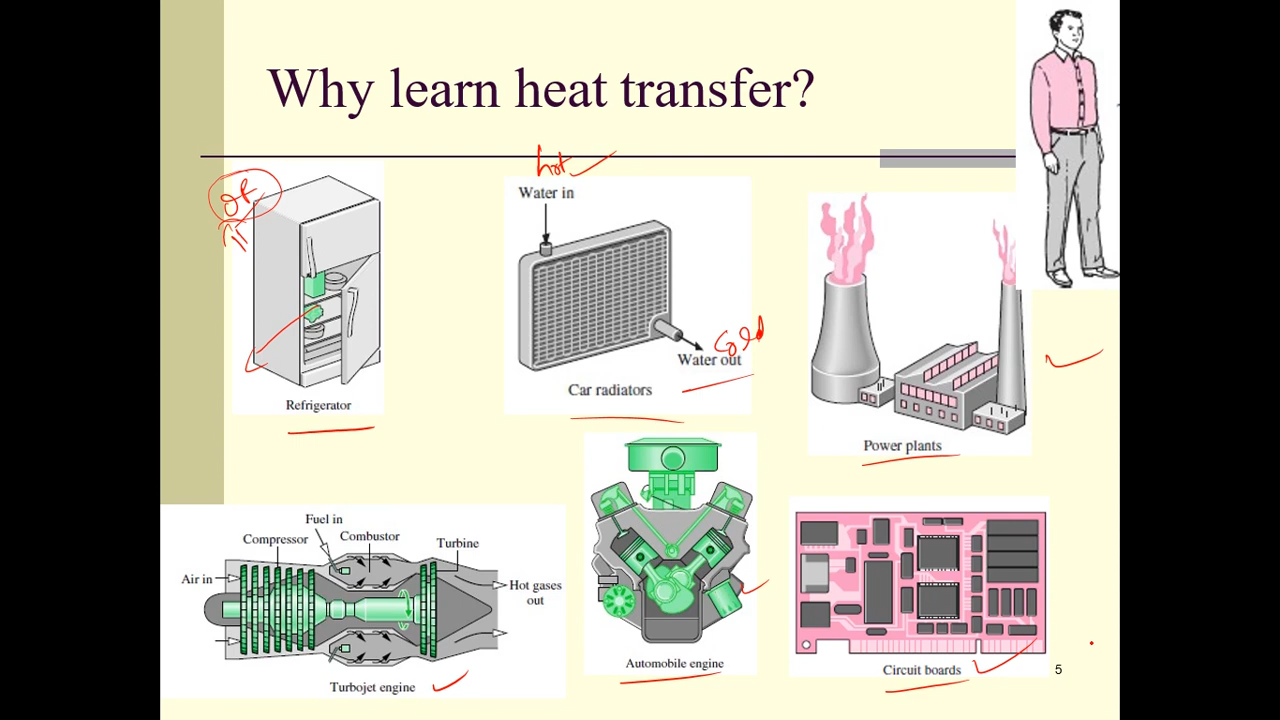 Why learn heat transfer?
hot
Water in
Cold
Water out
Car radiators
Refrigerator
Power plants
Fuel in
Compressor
Combustor
Turbine
Air in
Hot gases
out
Turbojet engine
Automobile engine
Circuit boards
5